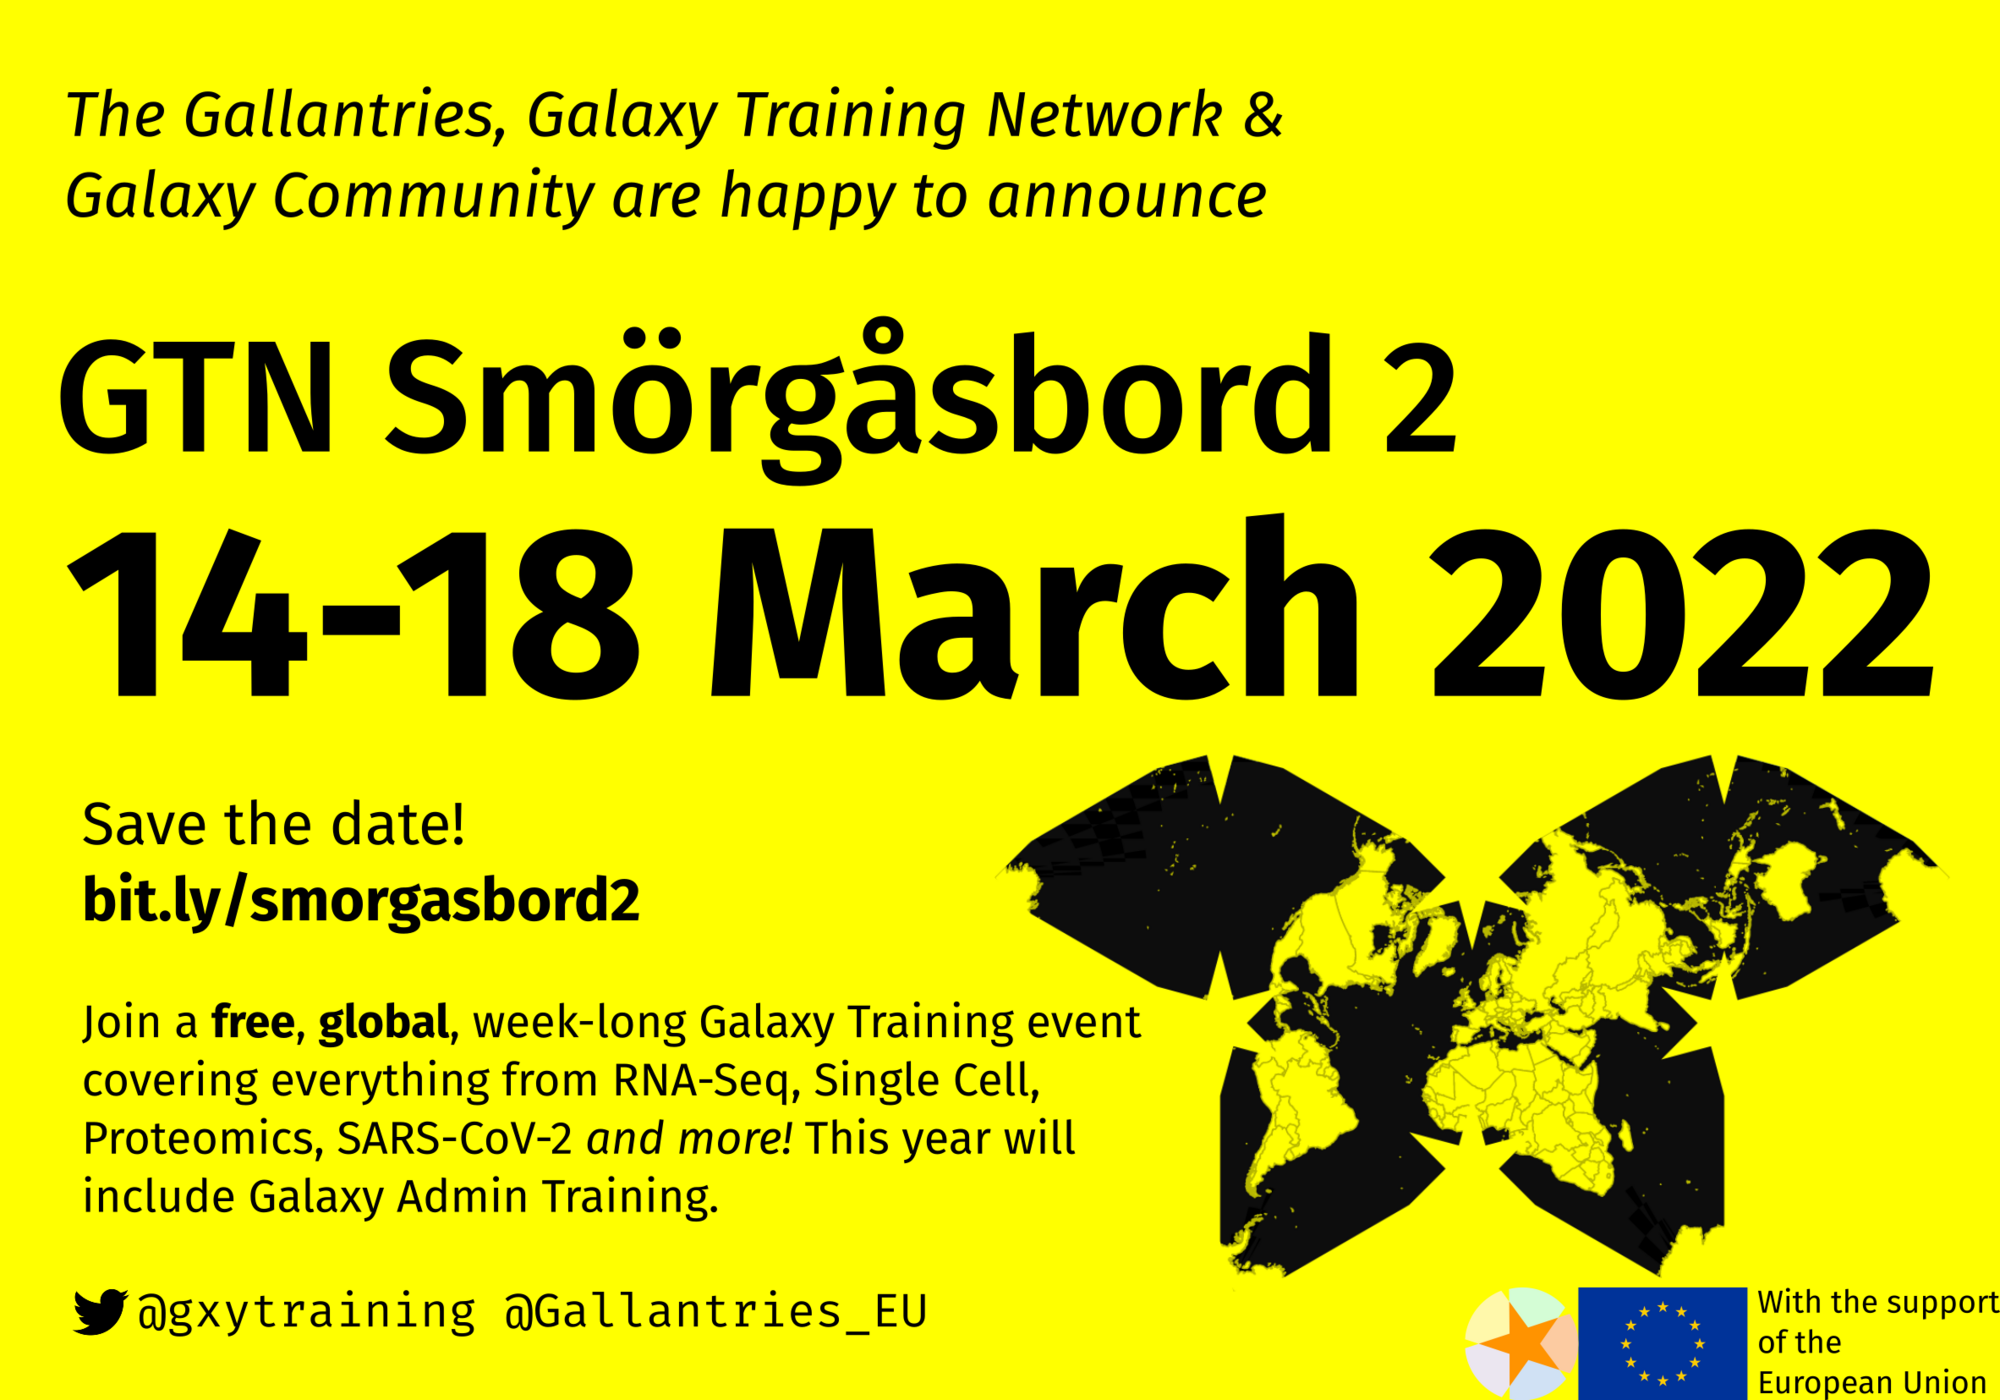 The Gallantries, Galaxy Training Network &
Galaxy Community are happy to announce
GTN Smörgåsbord 2
14-18 March 2022
Save the date!
bit.ly/smorgasbord2
Join a free, global, week-long Galaxy Training event
covering everything from RNA-Seq, Single Cell,
Proteomics, SARS-CoV-2 and more! This year will
include Galaxy Admin Training.
@gxytraining @Gallantries_EU
With the support
of the
European Union